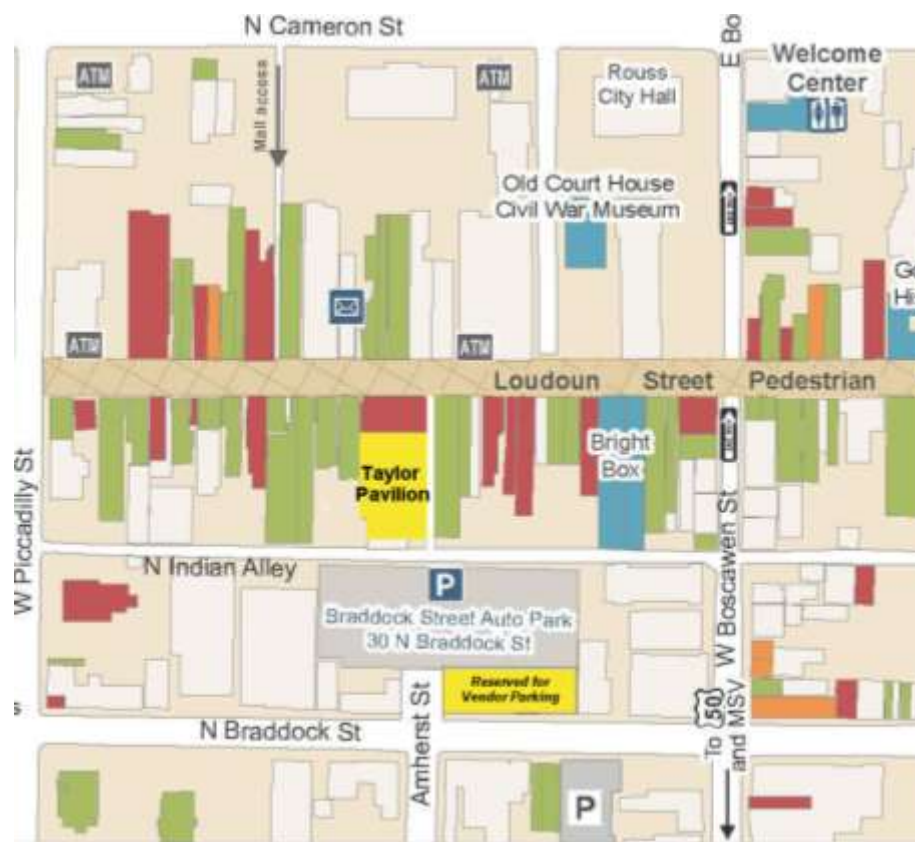 N Cameron St
E Bo
ATM
ATM
Mall access
Rouss
City Hall
Welcome
Center
Old Court House
Civil War Museum
G
Hi
ATM
ATM
Loudoun Street Pedestrian
W Piccadilly St
Taylor
Pavilion
Bright
Box
N Indian Alley
W Boscawen St
P
Braddock Street Auto Park
30 N Braddock St
Reserved for
Vendor Parking
Amherst St
N Braddock St
To 50
and MSV
P